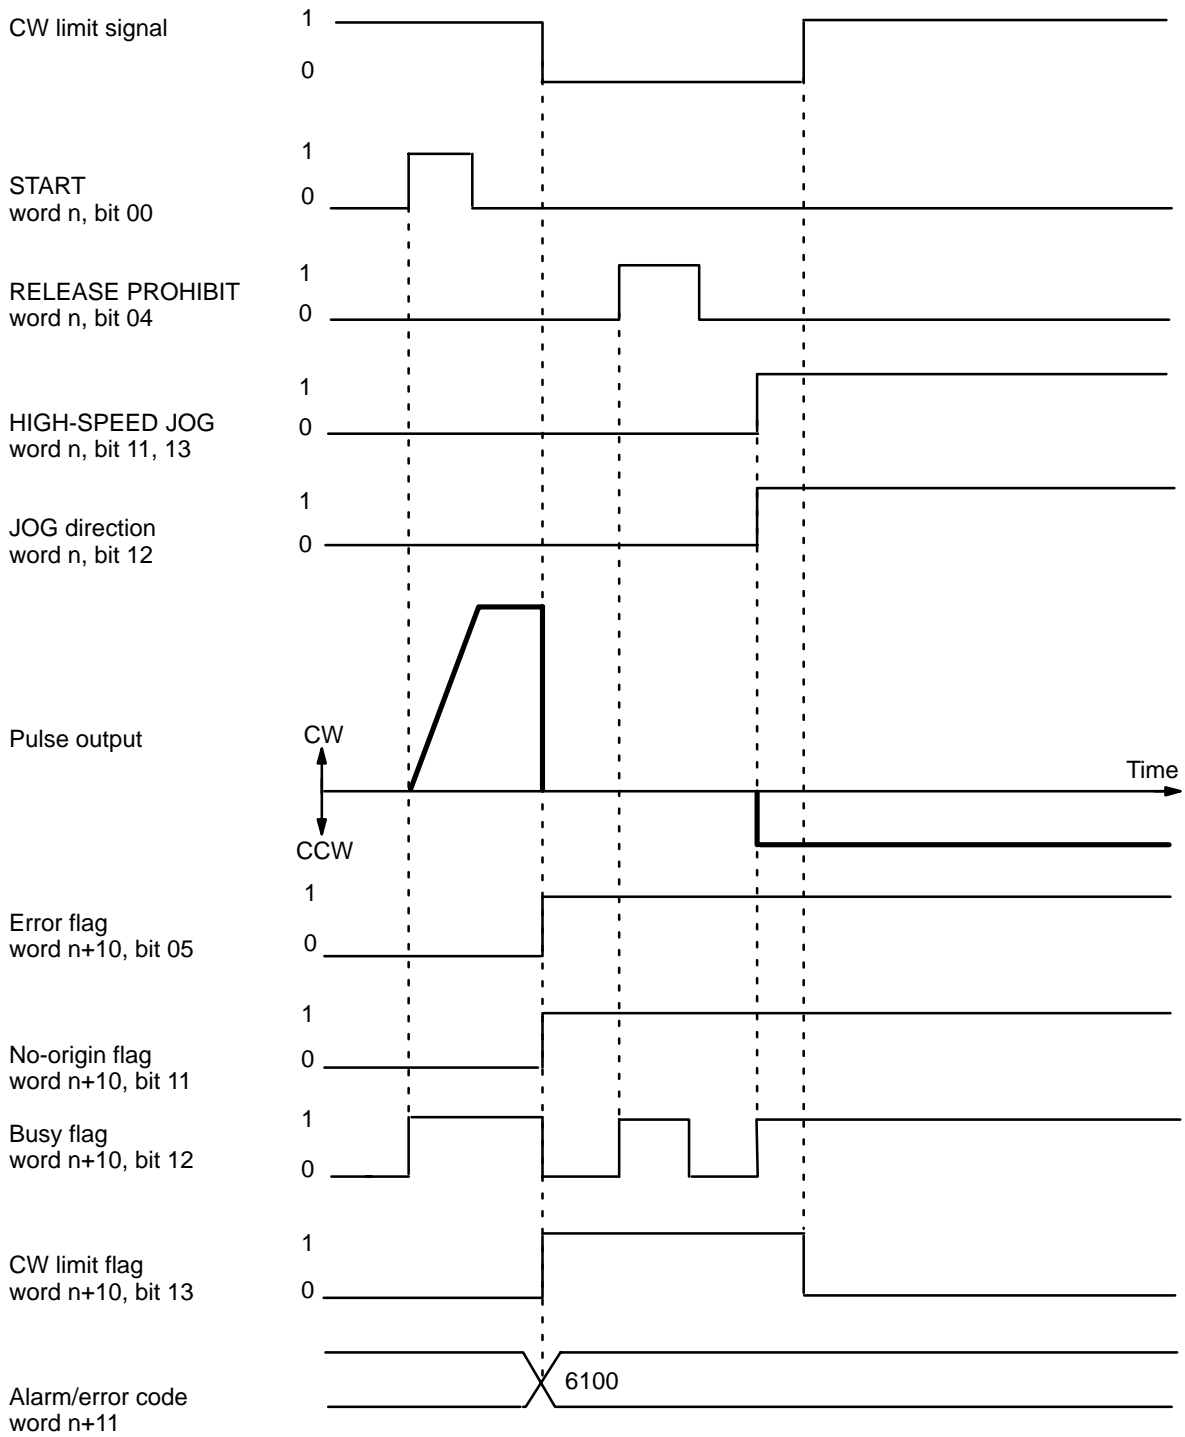 CW limit signal
1
0
START
word n, bit 00
1
0
RELEASE PROHIBIT
word n, bit 04
1
0
HIGH-SPEED JOG
word n, bit 11, 13
1
0
JOG direction
word n, bit 12
1
0
Pulse output
CW
CCW
Time
Error flag
word n+10, bit 05
1
0
No-origin flag
word n+10, bit 11
1
0
Busy flag
word n+10, bit 12
1
0
CW limit flag
word n+10, bit 13
1
0
Alarm/error code
word n+11
6100